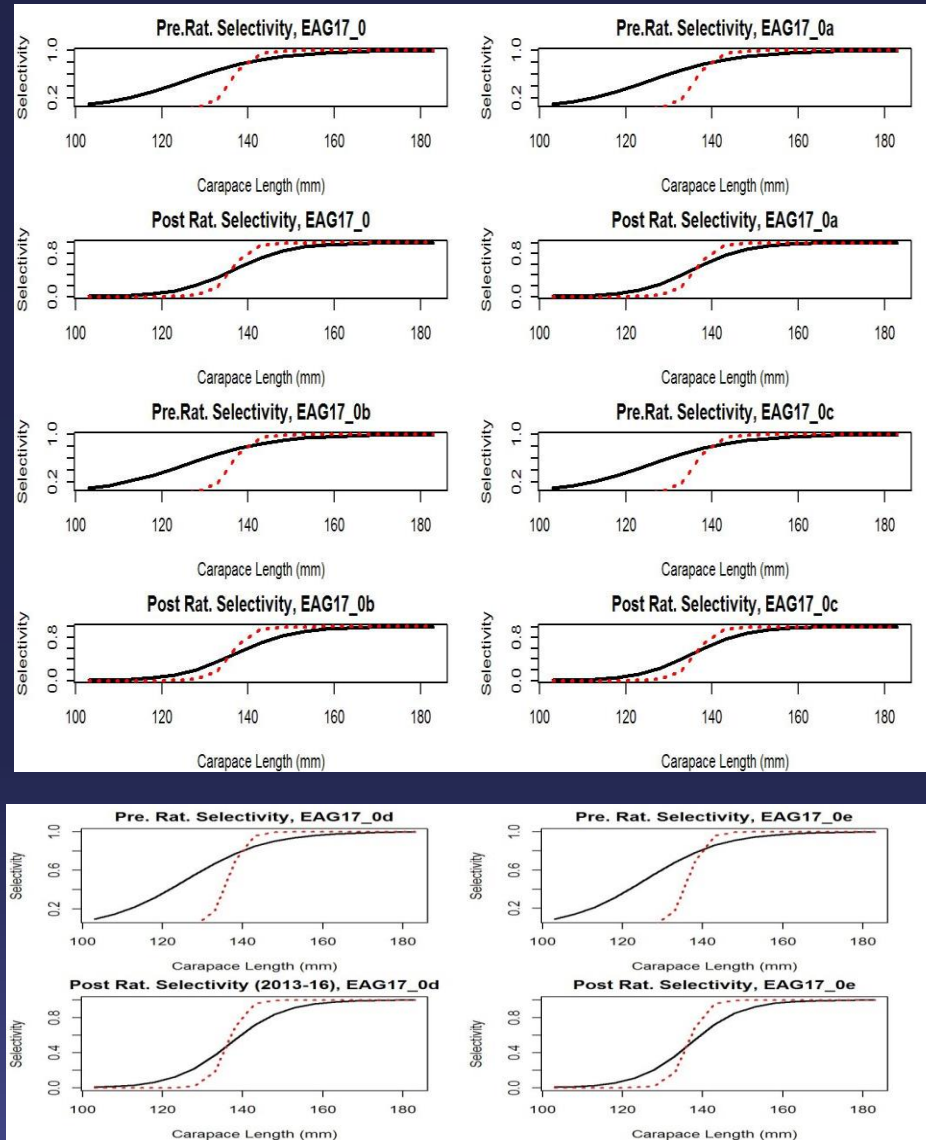 Pre.Rat. Selectivity, EAG17_0
Selectivity
0.2 1.0
100 120 140 160 180
Carapace Length (mm)
Pre.Rat. Selectivity, EAG17_0a
Selectivity
0.2 1.0
100 120 140 160 180
Carapace Length (mm)
Post Rat. Selectivity, EAG17_0
Selectivity
0.0 0.8
100 120 140 160 180
Carapace Length (mm)
Post Rat. Selectivity, EAG17_0a
Selectivity
0.0 0.8
100 120 140 160 180
Carapace Length (mm)
Pre.Rat. Selectivity, EAG17_0b
Selectivity
0.2 1.0
100 120 140 160 180
Carapace Length (mm)
Pre.Rat. Selectivity, EAG17_0c
Selectivity
0.2 1.0
100 120 140 160 180
Carapace Length (mm)
Post Rat. Selectivity, EAG17_0b
Selectivity
0.0 0.8
100 120 140 160 180
Carapace Length (mm)
Post Rat. Selectivity, EAG17_0c
Selectivity
0.0 0.8
100 120 140 160 180
Carapace Length (mm)
Pre. Rat. Selectivity, EAG17_0d
Selectivity
0.2 0.6 1.0
100 120 140 160 180
Carapace Length (mm)
Pre. Rat. Selectivity, EAG17_0e
Selectivity
0.2 0.6 1.0
100 120 140 160 180
Carapace Length (mm)
Post Rat. Selectivity (2013-16), EAG17_0d
Selectivity
0.0 0.4 0.8
100 120 140 160 180
Carapace Length (mm)
Post Rat. Selectivity, EAG17_0e
Selectivity
0.0 0.4 0.8
100 120 140 160 180
Carapace Length (mm)